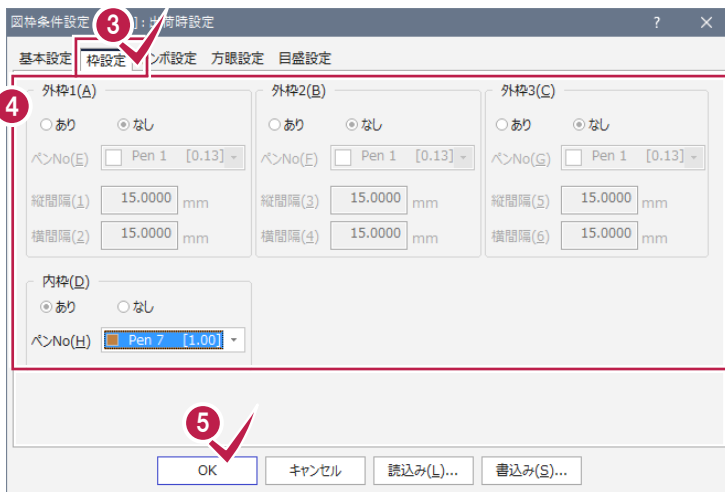 図枠条件設定 ]：出荷時設定 ? ×
3
基本設定 枠設定 ンボ設定 方眼設定 目盛設定
4
外枠1(A) 外枠2(B) 外枠3(C)
あり なし あり なし あり なし
ペンNo(E) Pen 1 [0.13] ペンNo(F) Pen 1 [0.13] ペンNo(G) Pen 1 [0.13]
縦間隔(1) 15.0000 mm 縦間隔(3) 15.0000 mm 縦間隔(5) 15.0000 mm
横間隔(2) 15.0000 mm 横間隔(4) 15.0000 mm 横間隔(6) 15.0000 mm
内枠(D)
あり なし
ペンNo(H) Pen 7 [1.00]
5
OK キャンセル 読込み(L)... 書込み(S)...